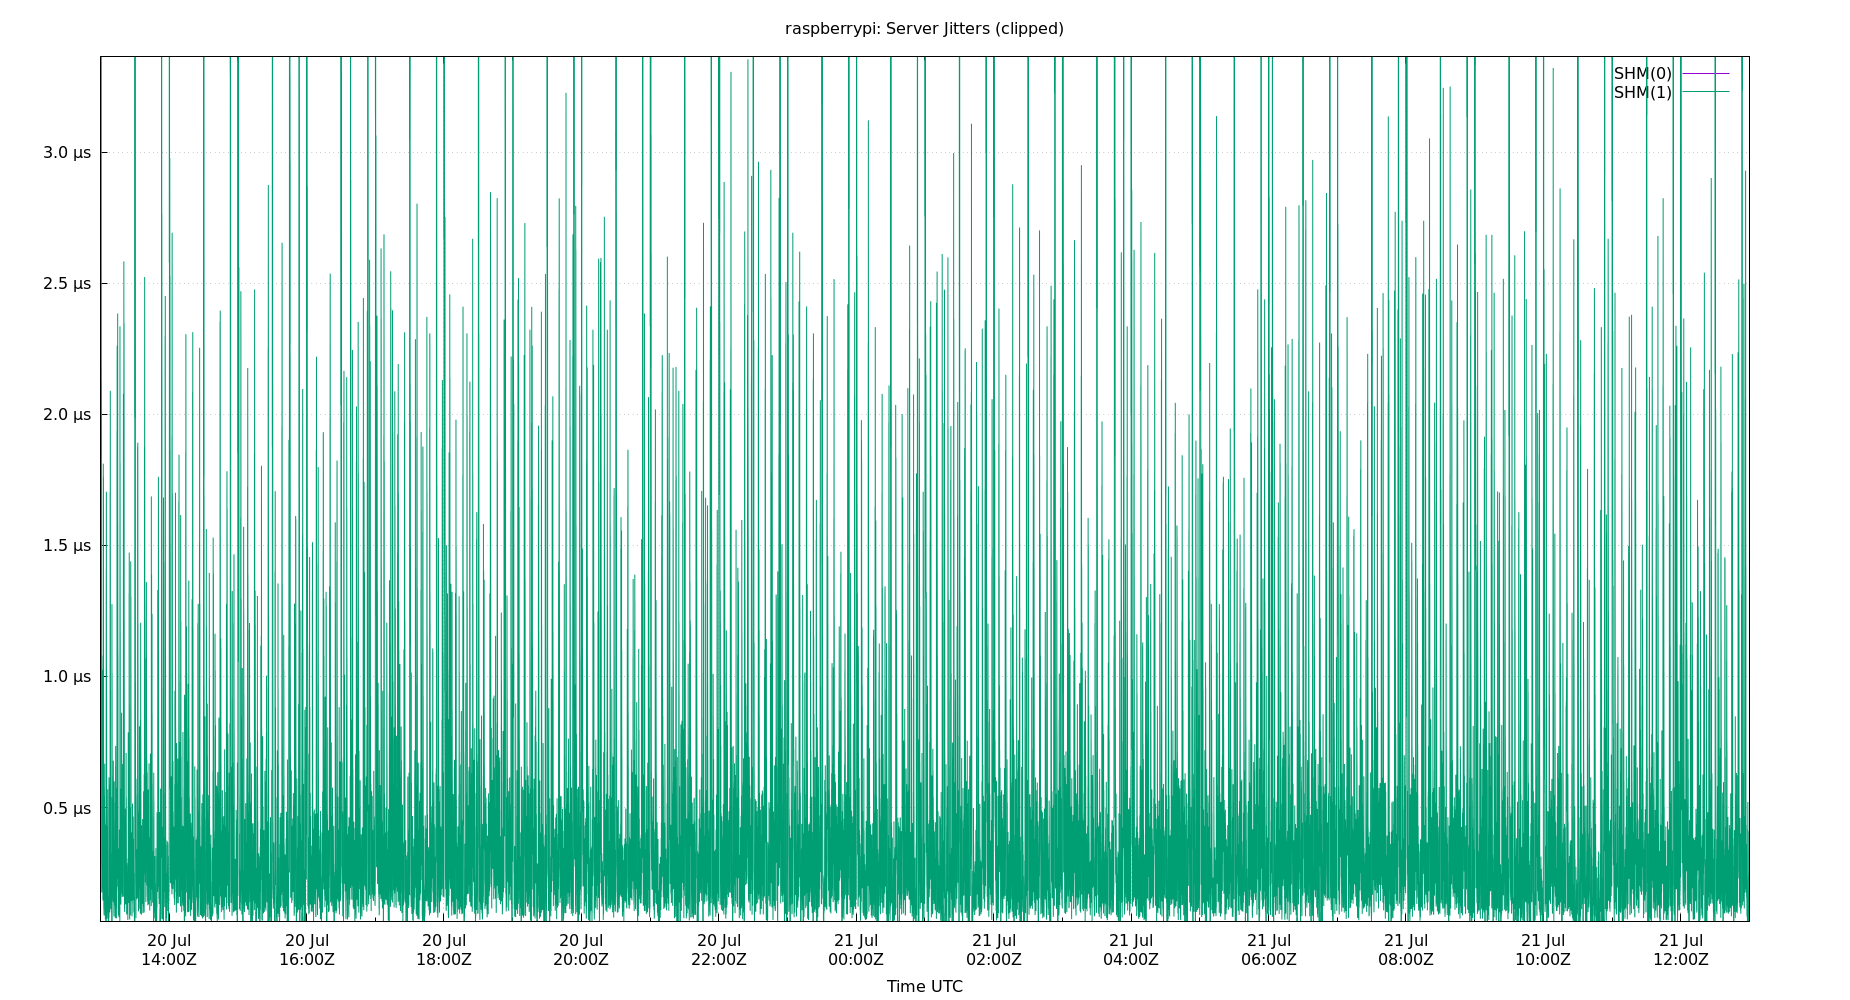 raspberrypi: Server Jitters (clipped)
SHM(0)
SHM(1)
3.0 µs
2.5 µs
2.0 µs
1.5 µs
1.0 µs
0.5 µs
20 Jul 20 Jul 20 Jul 20 Jul 20 Jul 21 Jul 21 Jul 21 Jul 21 Jul 21 Jul 21 Jul 21 Jul
14:00Z 16:00Z 18:00Z 20:00Z 22:00Z 00:00Z 02:00Z 04:00Z 06:00Z 08:00Z 10:00Z 12:00Z
Time UTC